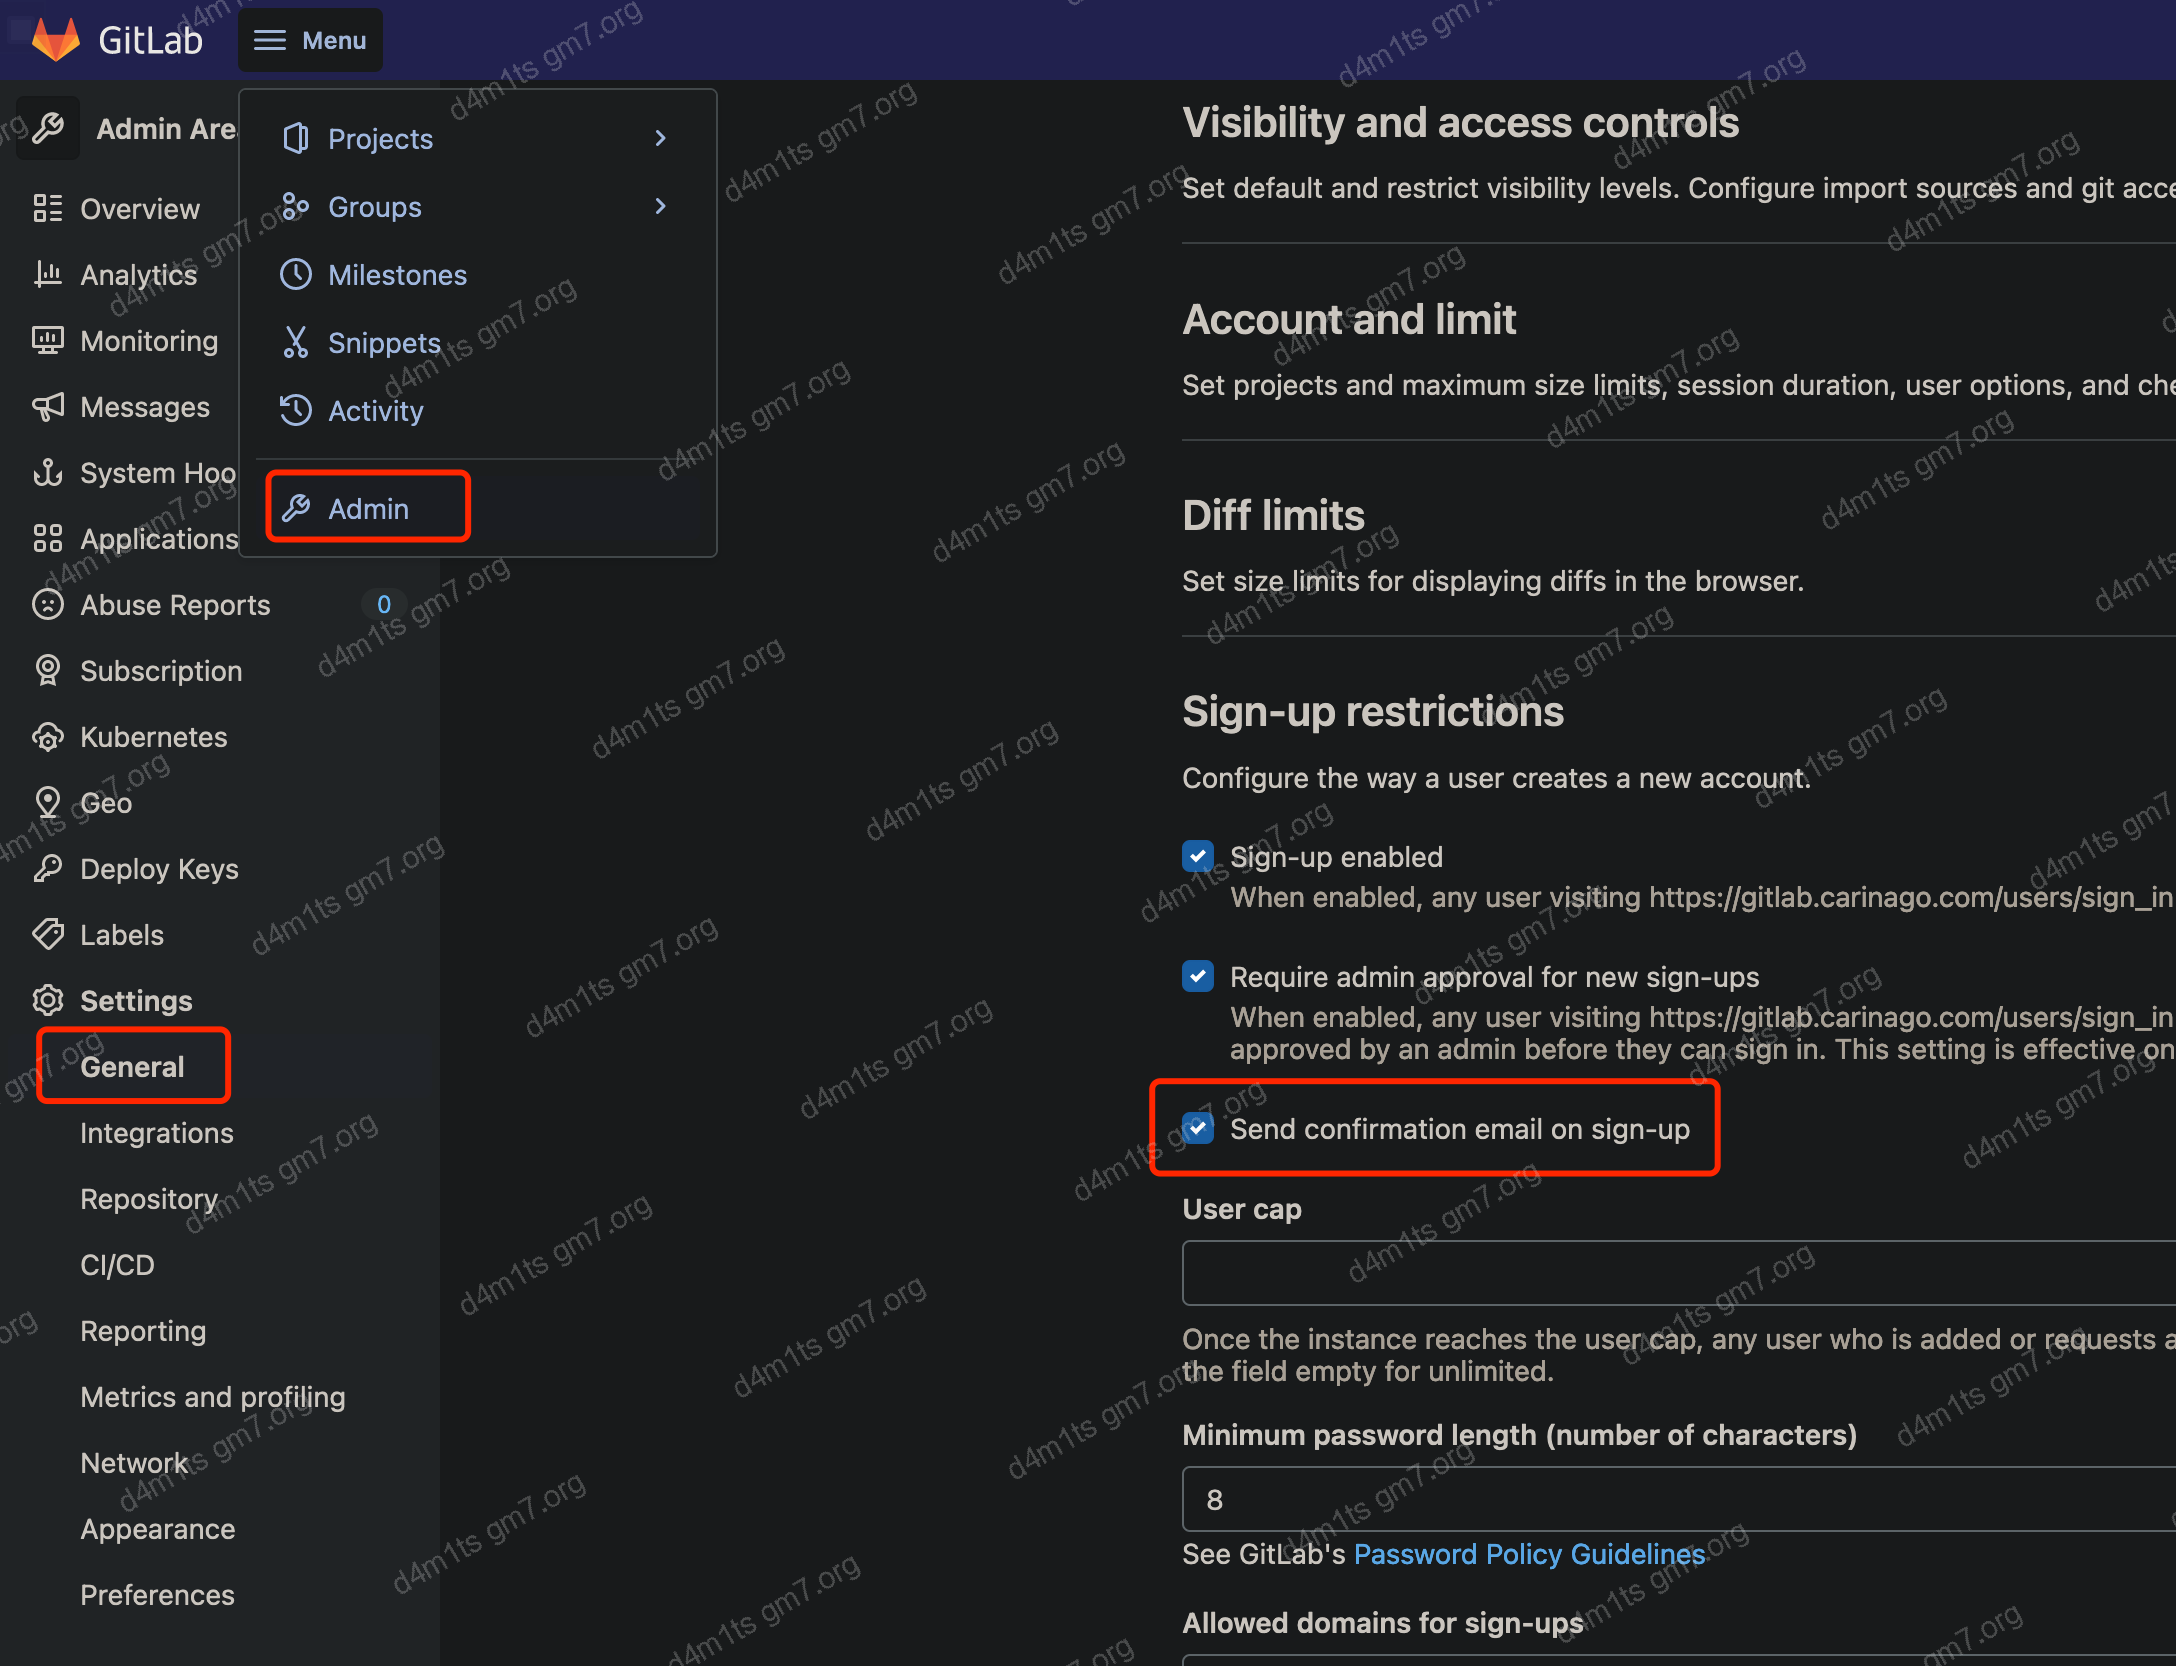 GitLab
Menu
Admin Are
Overview
Analytics
Monitoring
Messages
System Hoo
Applications
Abuse Reports 0
Subscription
Kubernetes
Geo
Deploy Keys
Labels
Settings
General
Integrations
Repository
CI/CD
Reporting
Metrics and profiling
Network
Appearance
Preferences
Projects
Groups
Milestones
Snippets
Activity
Admin
Visibility and access controls
Set default and restrict visibility levels. Configure import sources and git acce
Account and limit
Set projects and maximum size limits, session duration, user options, and che
Diff limits
Set size limits for displaying diffs in the browser.
Sign-up restrictions
Configure the way a user creates a new account.
Sign-up enabled
When enabled, any user visiting https://gitlab.carinago.com/users/sign_in
Require admin approval for new sign-ups
When enabled, any user visiting https://gitlab.carinago.com/users/sign_in
approved by an admin before they can sign in. This setting is effective on
Send confirmation email on sign-up
User cap
Once the instance reaches the user cap, any user who is added or requests a
the field empty for unlimited.
Minimum password length (number of characters)
8
See GitLab's Password Policy Guidelines
Allowed domains for sign-ups
d4m1ts gm7.org